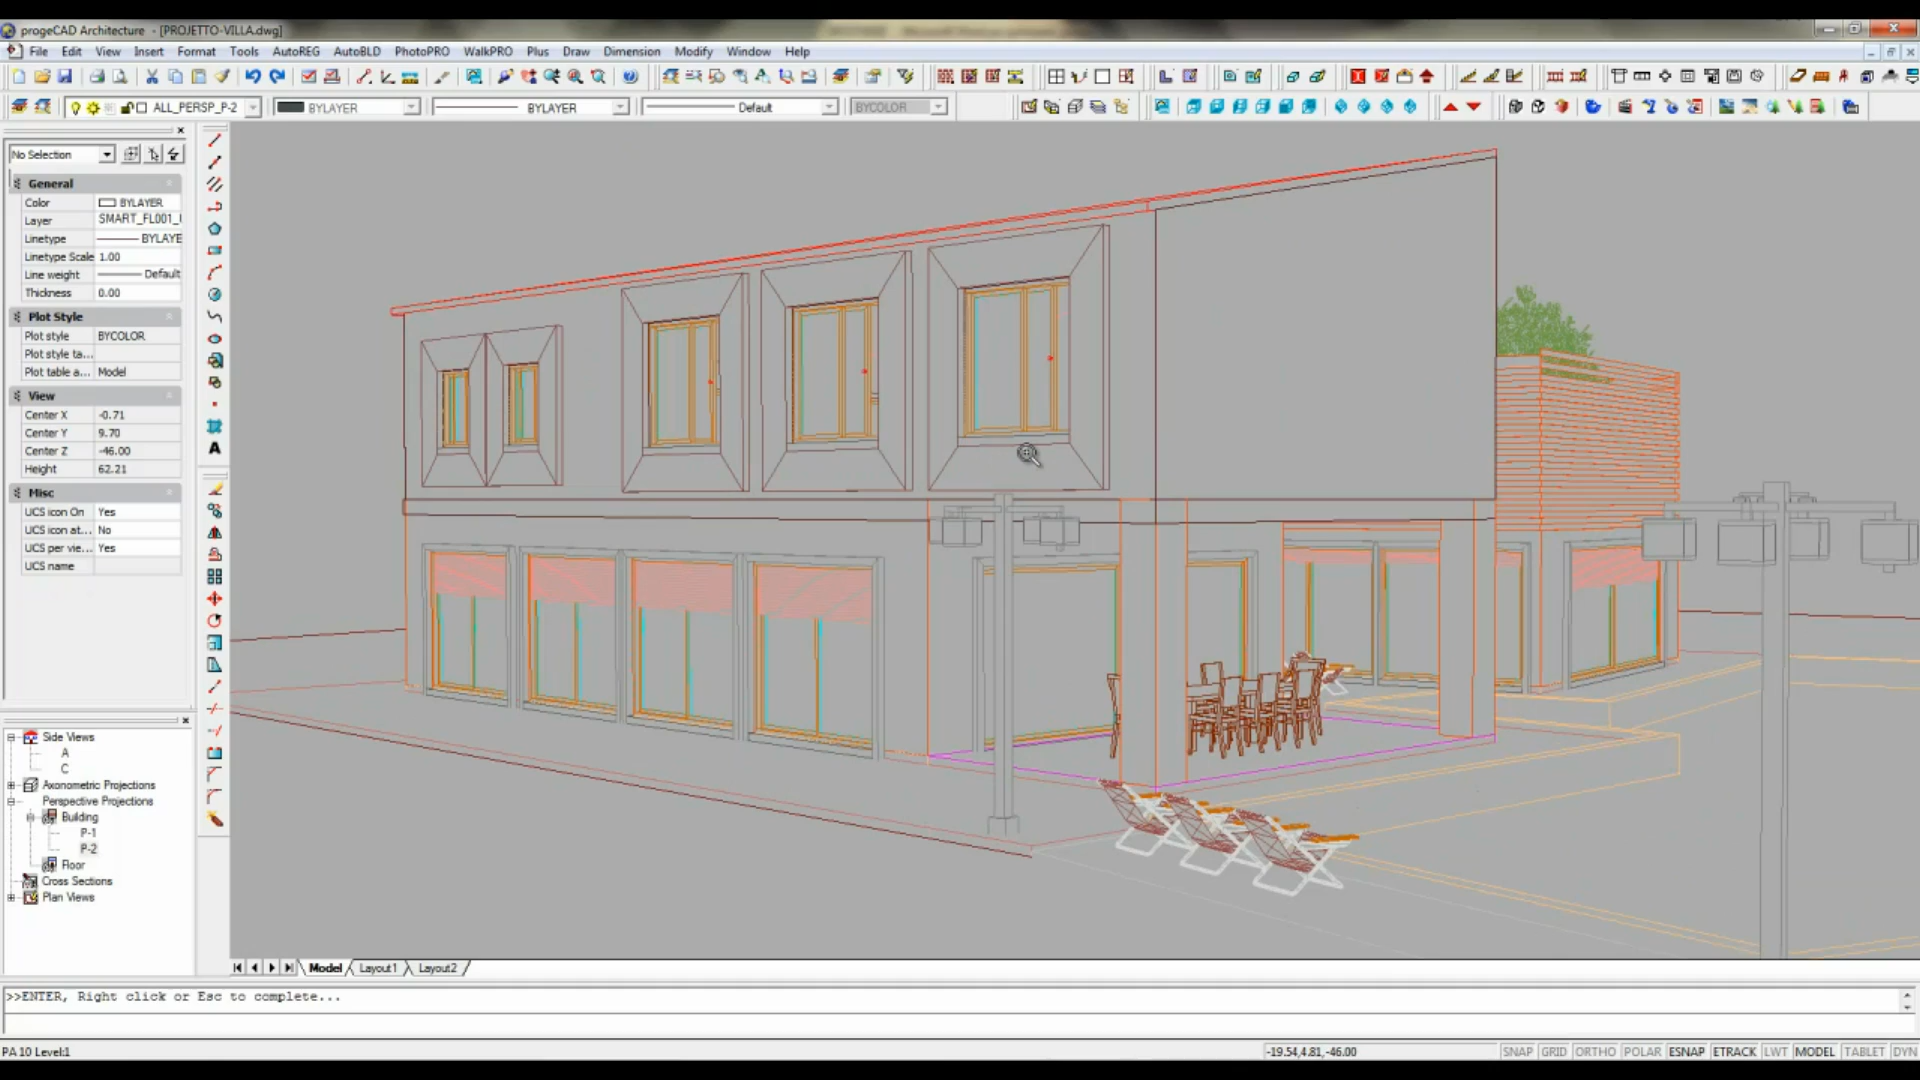 progeCAD Architecture - [PROJETTO-VILLA.dwg]
File Edit View Insert Format Tools AutoREG AutoBLD PhotoPRO WalkPRO Plus Draw Dimension Modify Window Help
ALL_PERSP_P-2 BYLAYER BYLAYER Default BYCOLOR
No Selection
General
Color BYLAYER
Layer SMART_FL001_
Linetype BYLAYE
Linetype Scale 1.00
Line weight Default
Thickness 0.00
Plot Style
Plot style BYCOLOR
Plot style ta...
Plot table a... Model
View
Center X -0.71
Center Y 9.70
Center Z -46.00
Height 62.21
Misc
UCS icon On Yes
UCS icon at... No
UCS per vie... Yes
UCS name
A
Side Views
A
C
Axonometric Projections
Perspective Projections
Building
P-1
P-2
Floor
Cross Sections
Plan Views
Model Layout1 Layout2
>>ENTER, Right click or Esc to complete...
PA 10 Level:1 -19.54,4.81,-46.00 SNAP GRID ORTHO POLAR ESNAP ETRACK LWT MODEL TABLET DYN